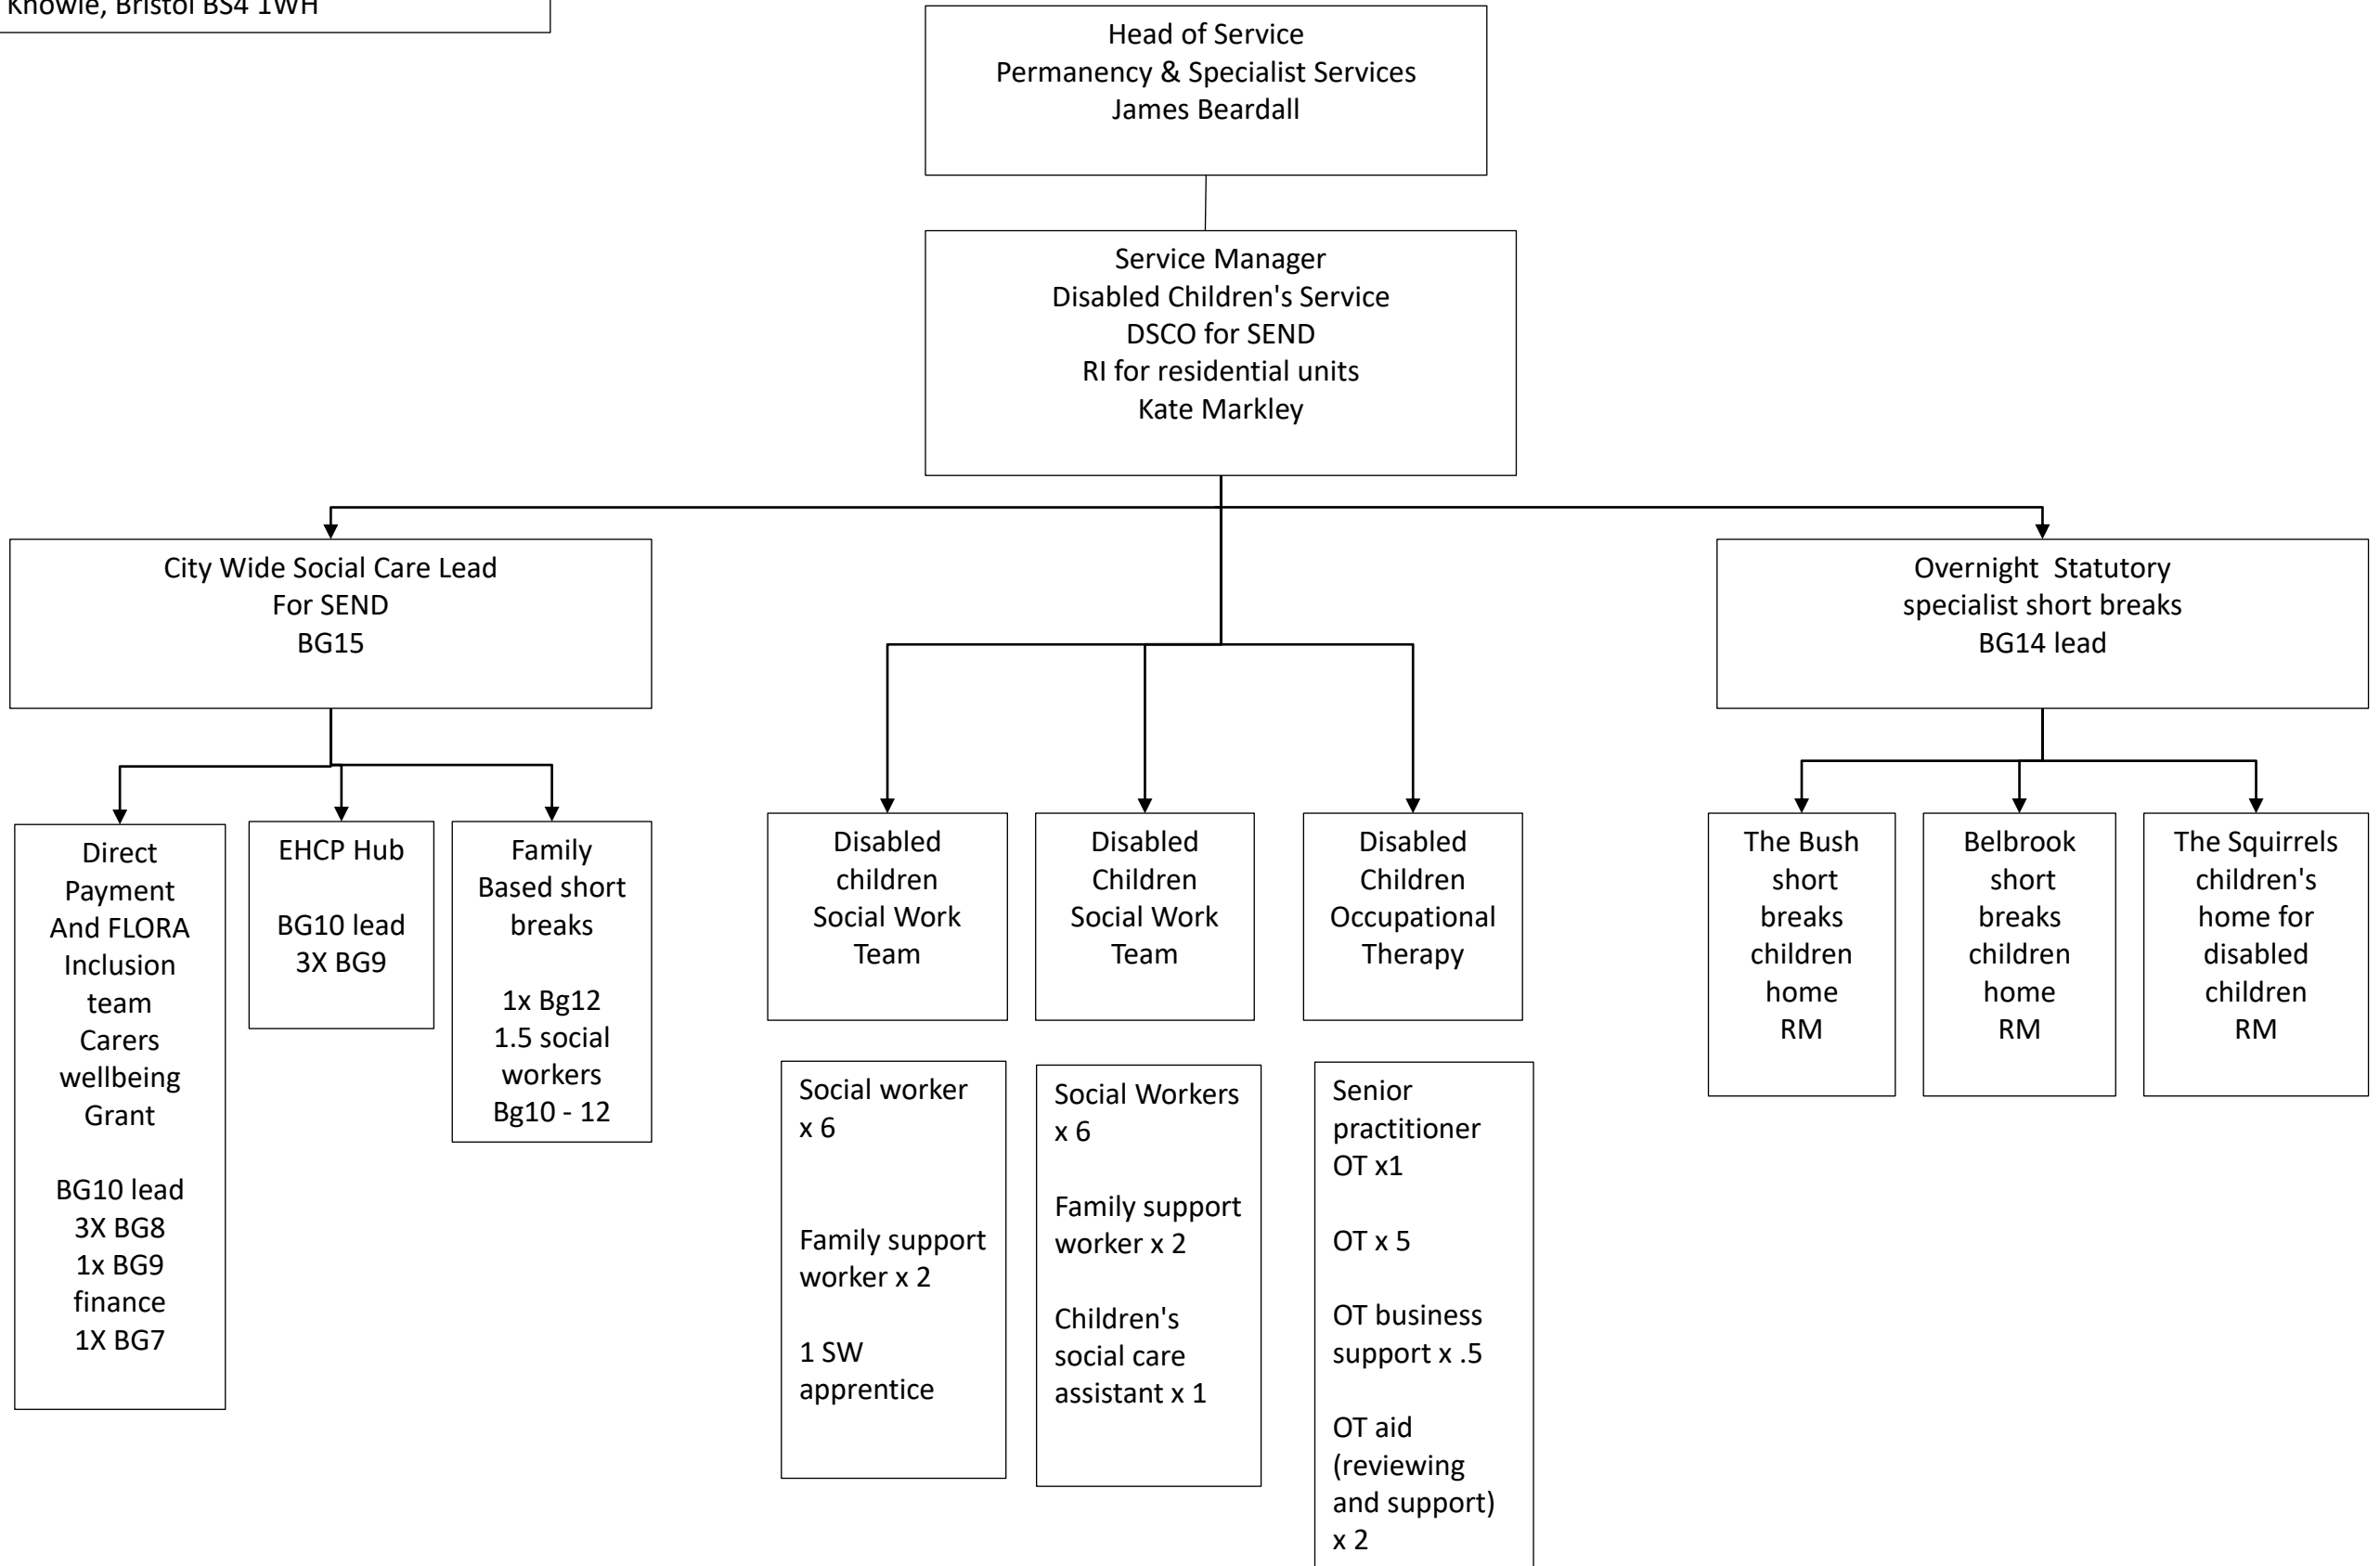 Knowle, Bristol BS4 1WH
Head of Service
Permanency & Specialist Services
James Beardall
Service Manager
Disabled Children's Service
DSCO for SEND
RI for residential units
Kate Markley
City Wide Social Care Lead
For SEND
BG15
Overnight  Statutory
specialist short breaks
BG14 lead
Direct
Payment
And FLORA
Inclusion
team
Carers
wellbeing
Grant
BG10 lead
3X BG8
1x BG9
finance
1X BG7
EHCP Hub
BG10 lead
3X BG9
Family
Based short
breaks
1x Bg12
1.5 social
workers
Bg10 - 12
Disabled
children
Social Work
Team
Social worker
x 6
Family support
worker x 2
1 SW
apprentice
Disabled
Children
Social Work
Team
Social Workers
x 6
Family support
worker x 2
Children's
social care
assistant x 1
Disabled
Children
Occupational
Therapy
Senior
practitioner
OT x1
OT x 5
OT business
support x .5
OT aid
(reviewing
and support)
x 2
The Bush
short
breaks
children
home
RM
Belbrook
short
breaks
children
home
RM
The Squirrels
children's
home for
disabled
children
RM